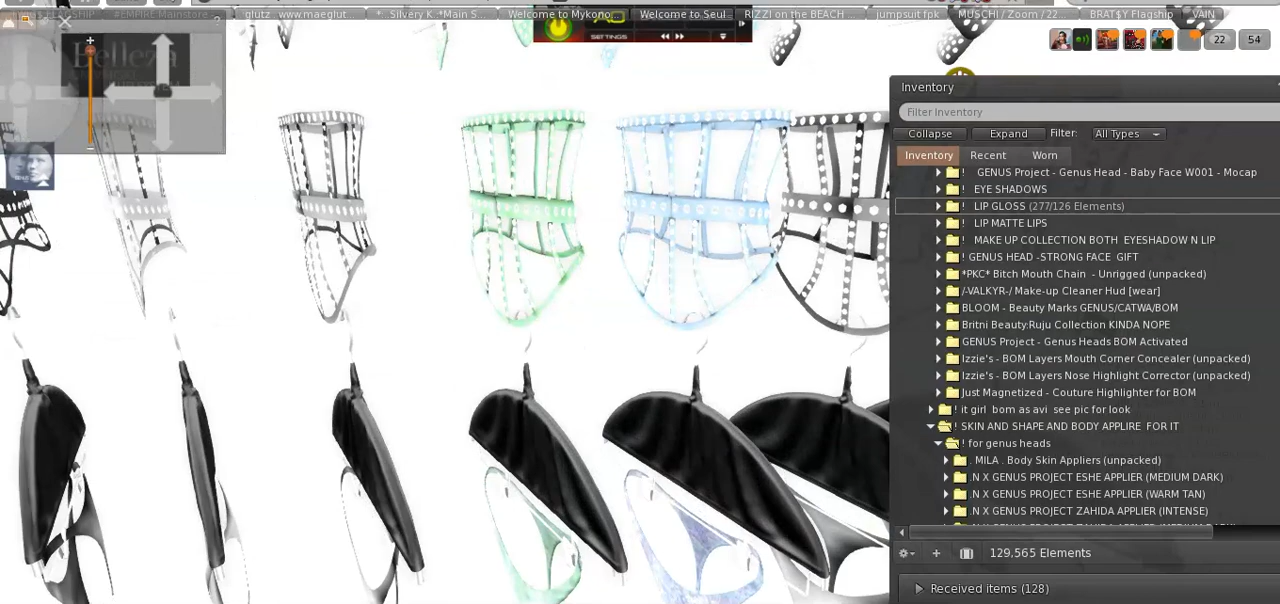 #EMPIRE Mainstore
glutz www.maeglut...
*...Silvery K...*Main S...
Welcome to Mykono...
Welcome to Seul
RIZZI on the BEACH ...
jumpsuit fpk
MUSCHI / Zoom / 22...
BRAT$Y Flagship
VAIN
Belleza
SETTINGS
22
54
Inventory
Filter Inventory
Collapse Expand Filter: All Types
Inventory Recent Worn
! GENUS Project - Genus Head - Baby Face W001 - Mocap
! EYE SHADOWS
! LIP GLOSS (277/126 Elements)
! LIP MATTE LIPS
! MAKE UP COLLECTION BOTH EYESHADOW N LIP
! GENUS HEAD -STRONG FACE GIFT
*PKC* Bitch Mouth Chain - Unrigged (unpacked)
/-VALKYR-/ Make-up Cleaner Hud [wear]
BLOOM - Beauty Marks GENUS/CATWA/BOM
Britni Beauty:Ruju Collection KINDA NOPE
GENUS Project - Genus Heads BOM Activated
Izzie's - BOM Layers Mouth Corner Concealer (unpacked)
Izzie's - BOM Layers Nose Highlight Corrector (unpacked)
Just Magnetized - Couture Highlighter for BOM
! it girl bom as avi see pic for look
! SKIN AND SHAPE AND BODY APPLIRE FOR IT
! for genus heads
. MILA . Body Skin Appliers (unpacked)
.N X GENUS PROJECT ESHE APPLIER (MEDIUM DARK)
.N X GENUS PROJECT ESHE APPLIER (WARM TAN)
.N X GENUS PROJECT ZAHIDA APPLIER (INTENSE)
129,565 Elements
Received items (128)